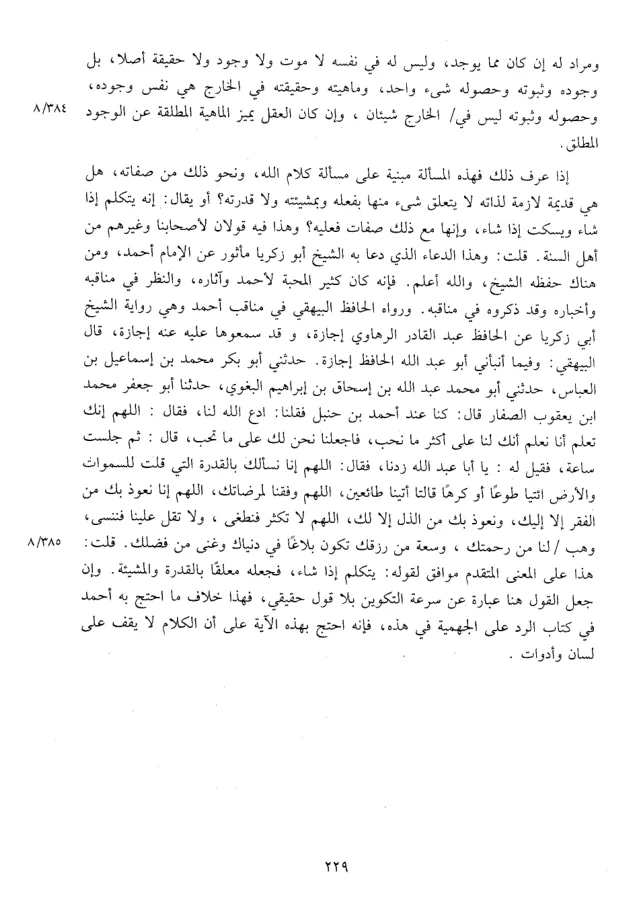 ومراد له إن كان مما يوجد، وليس له في نفسه لا موت ولا وجود ولا حقيقة أصلا، بل
وجوده وثبوته وحصوله شىء واحد، وماهيته وحقيقته في الخارج هي نفس وجوده،
وحصوله وثبوته ليس في/ الخارج شيئان ، وإن كان العقل يميز الماهية المطلقة عن الوجود
٨/٣٨٤
المطلق.
إذا عرف ذلك فهذه المسألة مبنية على مسألة كلام الله، ونحو ذلك من صفاته، هل
هي قديمة لازمة لذاته لا يتعلق شىء منها بفعله وبمشيئته ولا قدرته؟ أو يقال: إنه يتكلم إذا
شاء ويسكت إذا شاء، وإنها مع ذلك صفات فعليه؟ وهذا فيه قولان لأصحابنا وغيرهم من
أهل السنة. قلت: وهذا الدعاء الذي دعا به الشيخ أبو زكريا مأثور عن الإمام أحمد، ومن
هناك حفظه الشيخ، والله أعلم. فإنه كان كثير المحبة لأحمد وآثاره، والنظر في مناقبه
وأخباره وقد ذكروه في مناقبه. ورواه الحافظ البيهقي في مناقب أحمد وهي رواية الشيخ
أبي زكريا عن الحافظ عبد القادر الرهاوي إجازة، و قد سمعوها عليه عنه إجازة، قال
البيهقي: وفيما أنبأني أبو عبد الله الحافظ إجازة. حدثني أبو بكر محمد بن إسماعيل بن
العباس، حدثني أبو محمد عبد الله بن إسحاق بن إبراهيم البغوي، حدثنا أبو جعفر محمد
ابن يعقوب الصفار قال: كنا عند أحمد بن حنبل فقلنا: ادع الله لنا، فقال : اللهم إنك
تعلم أنا نعلم أنك لنا على أكثر ما نحب، فاجعلنا نحن لك على ما تحب، قال : ثم جلست
ساعة، فقيل له : يا أبا عبد الله زدنا، فقال: اللهم إنا نسألك بالقدرة التي قلت للسموات
والأرض ائتيا طوعًا أو كرهًا قالتا أتينا طائعين، اللهم وفقنا لمرضاتك، اللهم إنا نعوذ بك من
الفقر إلا إليك، ونعوذ بك من الذل إلا لك، اللهم لا تكثر فنطغى ، ولا تقل علينا فننسى،
وهب / لنا من رحمتك ، وسعة من رزقك تكون بلاغًا في دنياك وغنى من فضلك. قلت:
٨/٣٨٥
هذا على المعنى المتقدم موافق لقوله: يتكلم إذا شاء، فجعله معلقًا بالقدرة والمشيئة. وإن
جعل القول هنا عبارة عن سرعة التكوين بلا قول حقيقي، فهذا خلاف ما احتج به أحمد
في كتاب الرد على الجهمية في هذه، فإنه احتج بهذه الآية على أن الكلام لا يقف على
لسان وأدوات .
٢٢٩